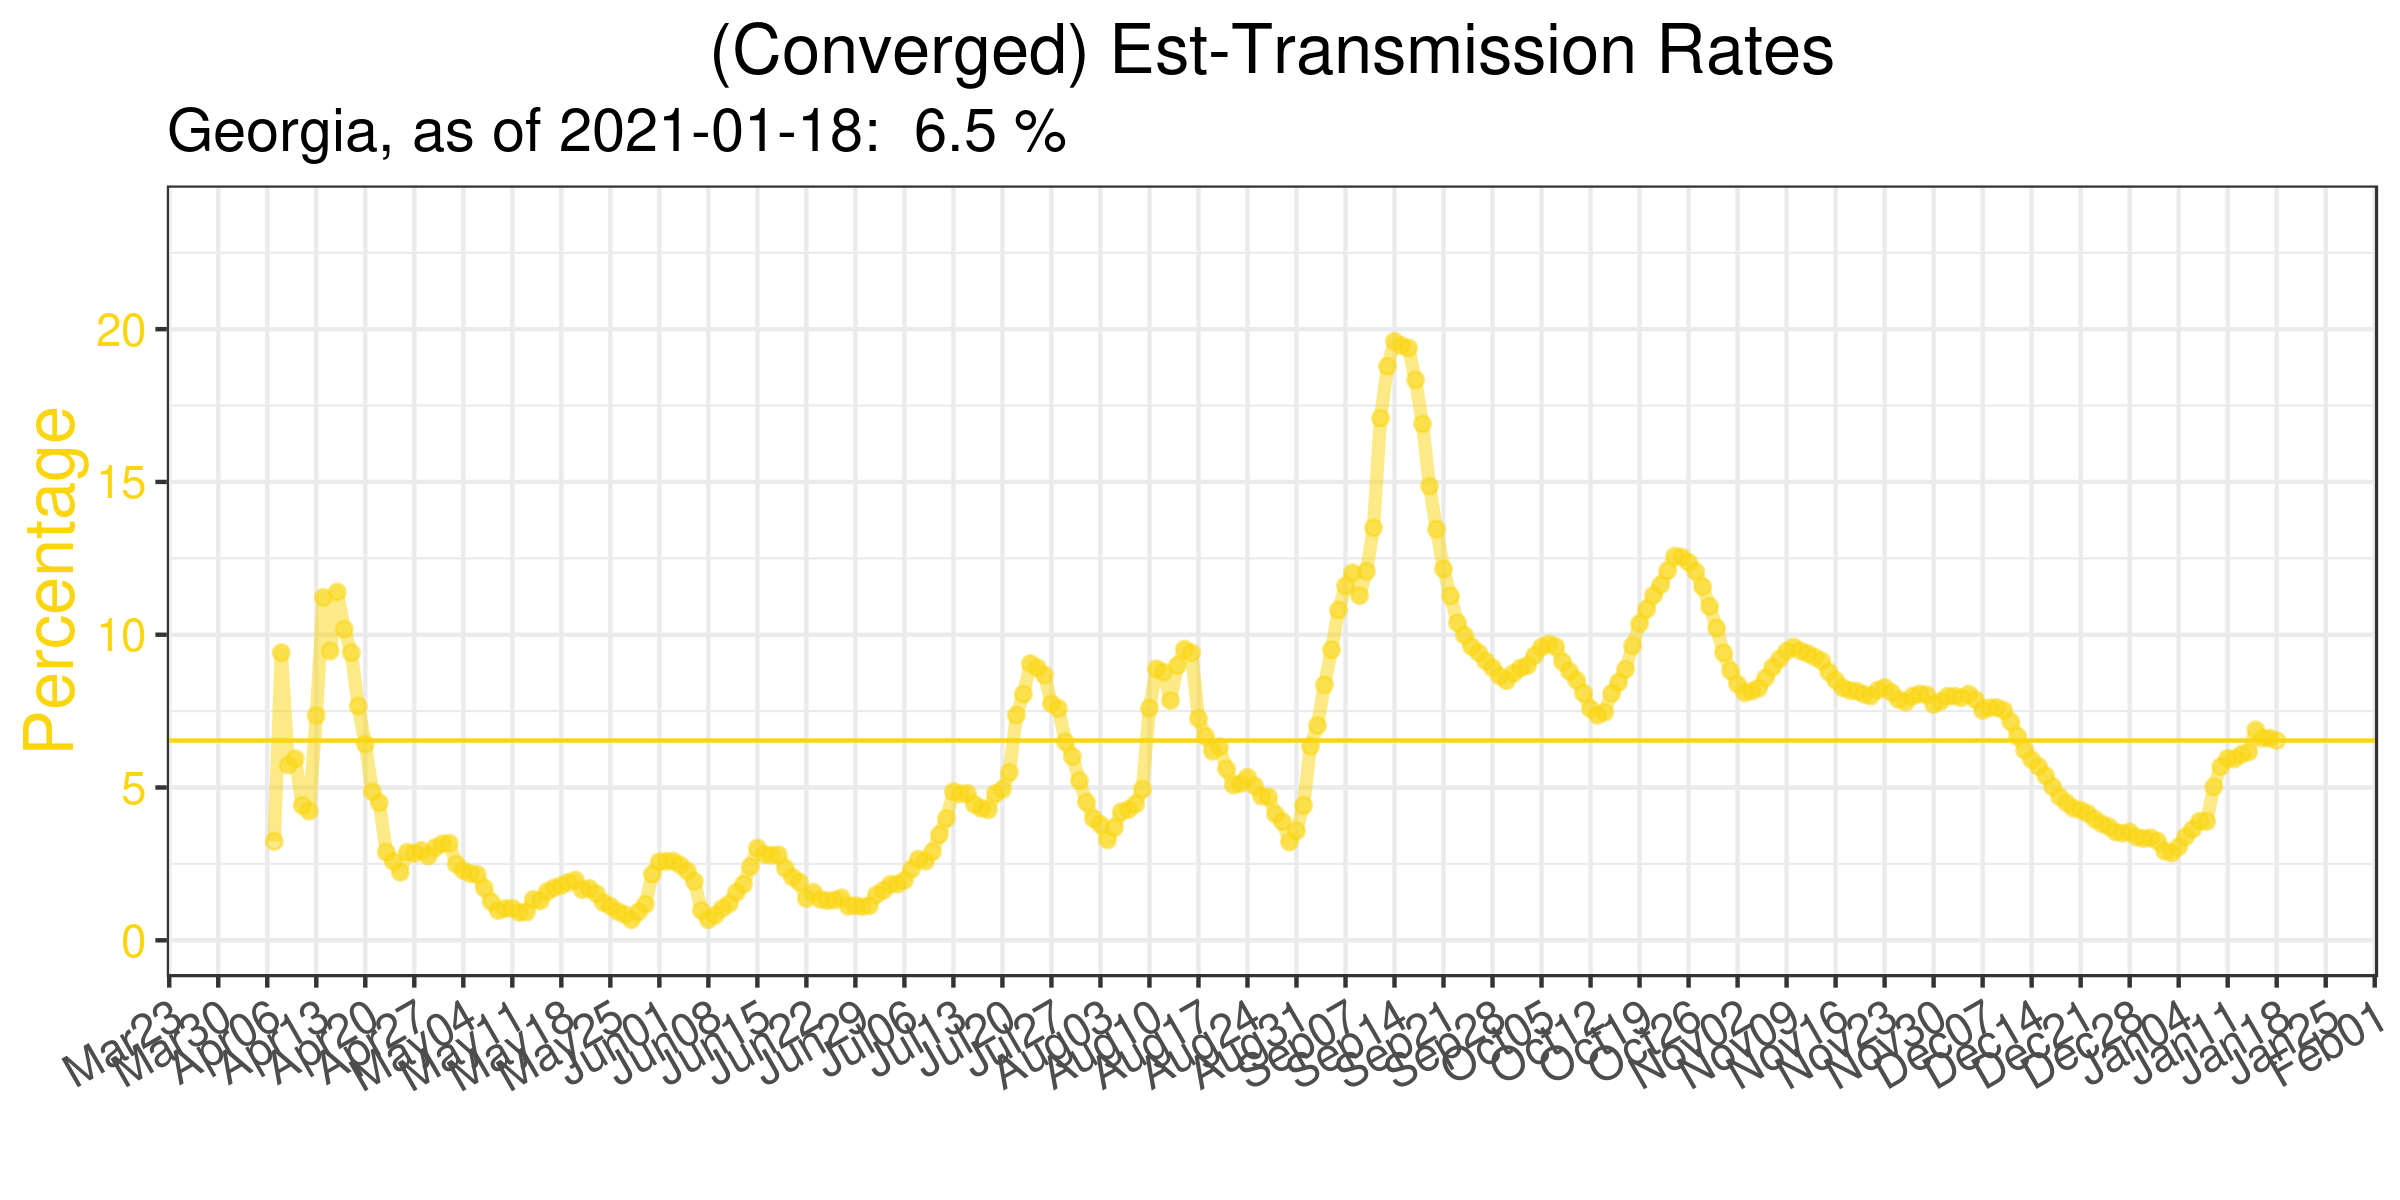 (Converged) Est-Transmission Rates
Georgia, as of 2021-01-18:  6.5 %
Percentage
20
15
10
5
0
Mar23
Mar30
Apr06
Apr13
Apr20
Apr27
May04
May11
May18
May25
Jun01
Jun08
Jun15
Jun22
Jun29
Jul06
Jul13
Jul20
Jul27
Aug03
Aug10
Aug17
Aug24
Aug31
Sep07
Sep14
Sep21
Sep28
Oct05
Oct12
Oct19
Oct26
Nov02
Nov09
Nov16
Nov23
Nov30
Dec07
Dec14
Dec21
Dec28
Jan04
Jan11
Jan18
Jan25
Feb01